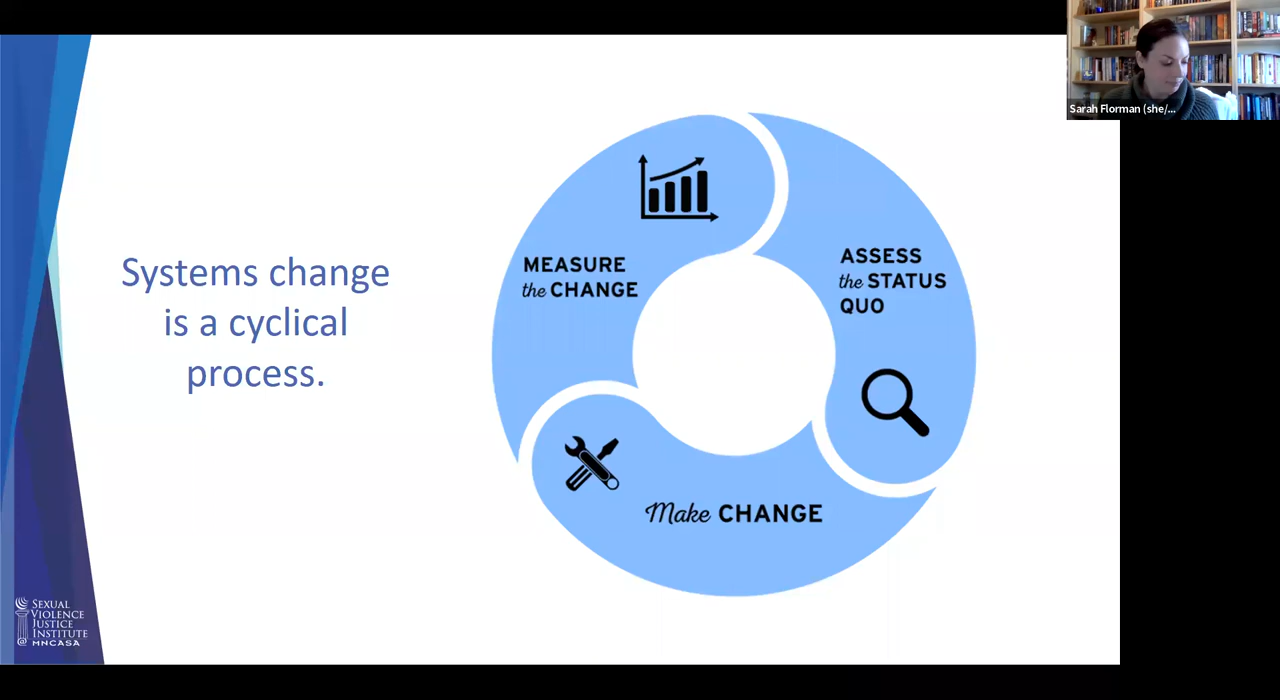 Systems change
is a cyclical
process.
MEASURE
the CHANGE
ASSESS
the STATUS
QUO
Make CHANGE
SEXUAL
VIOLENCE
JUSTICE
INSTITUTE
@ MNCASA
Sarah Florman (she/...